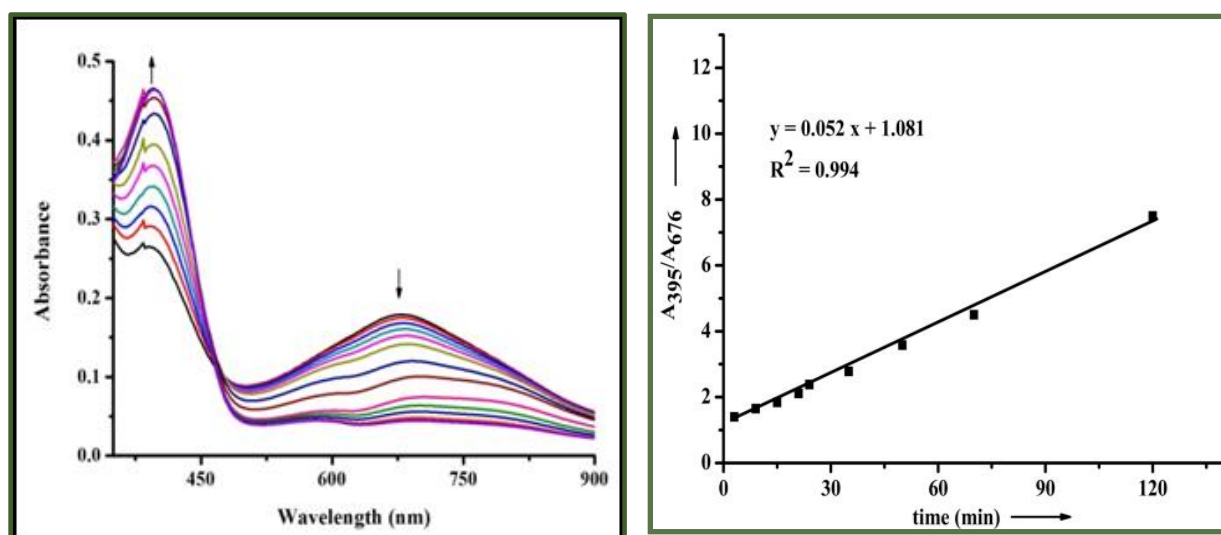 0.5
0.4
0.3
0.2
0.1
0.0
Absorbance
450 600 750 900
Wavelength (nm)
12
10
8
6
4
2
0
A395/A676
y = 0.052 x + 1.081
R² = 0.994
0 30 60 90 120
time (min)